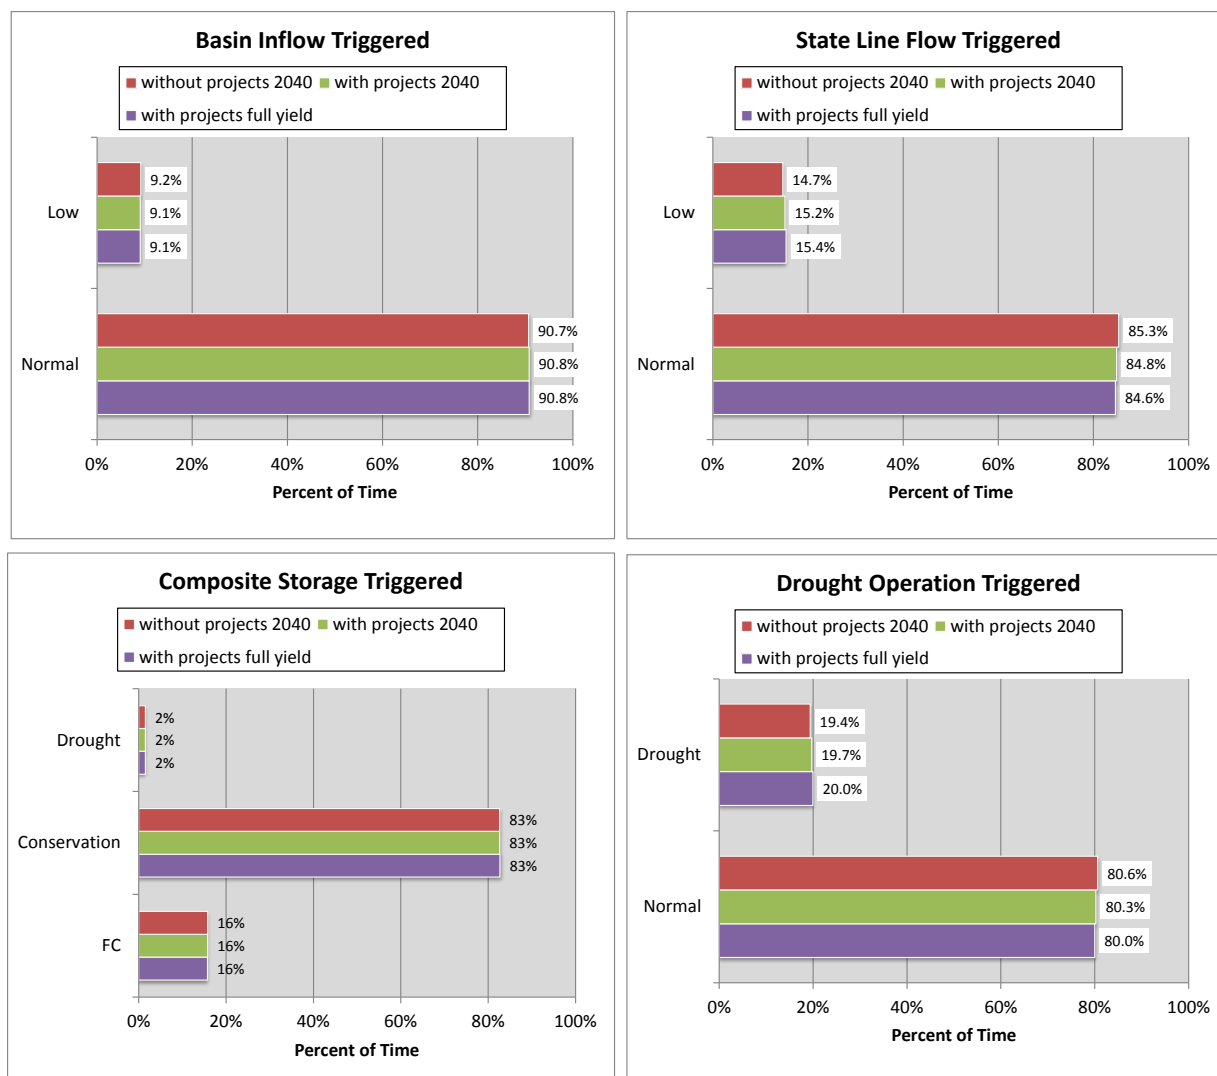 Basin Inflow Triggered
without projects 2040 with projects 2040
with projects full yield
Low
9.2%
9.1%
9.1%
Normal
90.7%
90.8%
90.8%
0% 20% 40% 60% 80% 100%
Percent of Time
State Line Flow Triggered
without projects 2040 with projects 2040
with projects full yield
Low
14.7%
15.2%
15.4%
Normal
85.3%
84.8%
84.6%
0% 20% 40% 60% 80% 100%
Percent of Time
Composite Storage Triggered
without projects 2040 with projects 2040
with projects full yield
Drought
2%
2%
2%
Conservation
83%
83%
83%
FC
16%
16%
16%
0% 20% 40% 60% 80% 100%
Percent of Time
Drought Operation Triggered
without projects 2040 with projects 2040
with projects full yield
Drought
19.4%
19.7%
20.0%
Normal
80.6%
80.3%
80.0%
0% 20% 40% 60% 80% 100%
Percent of Time